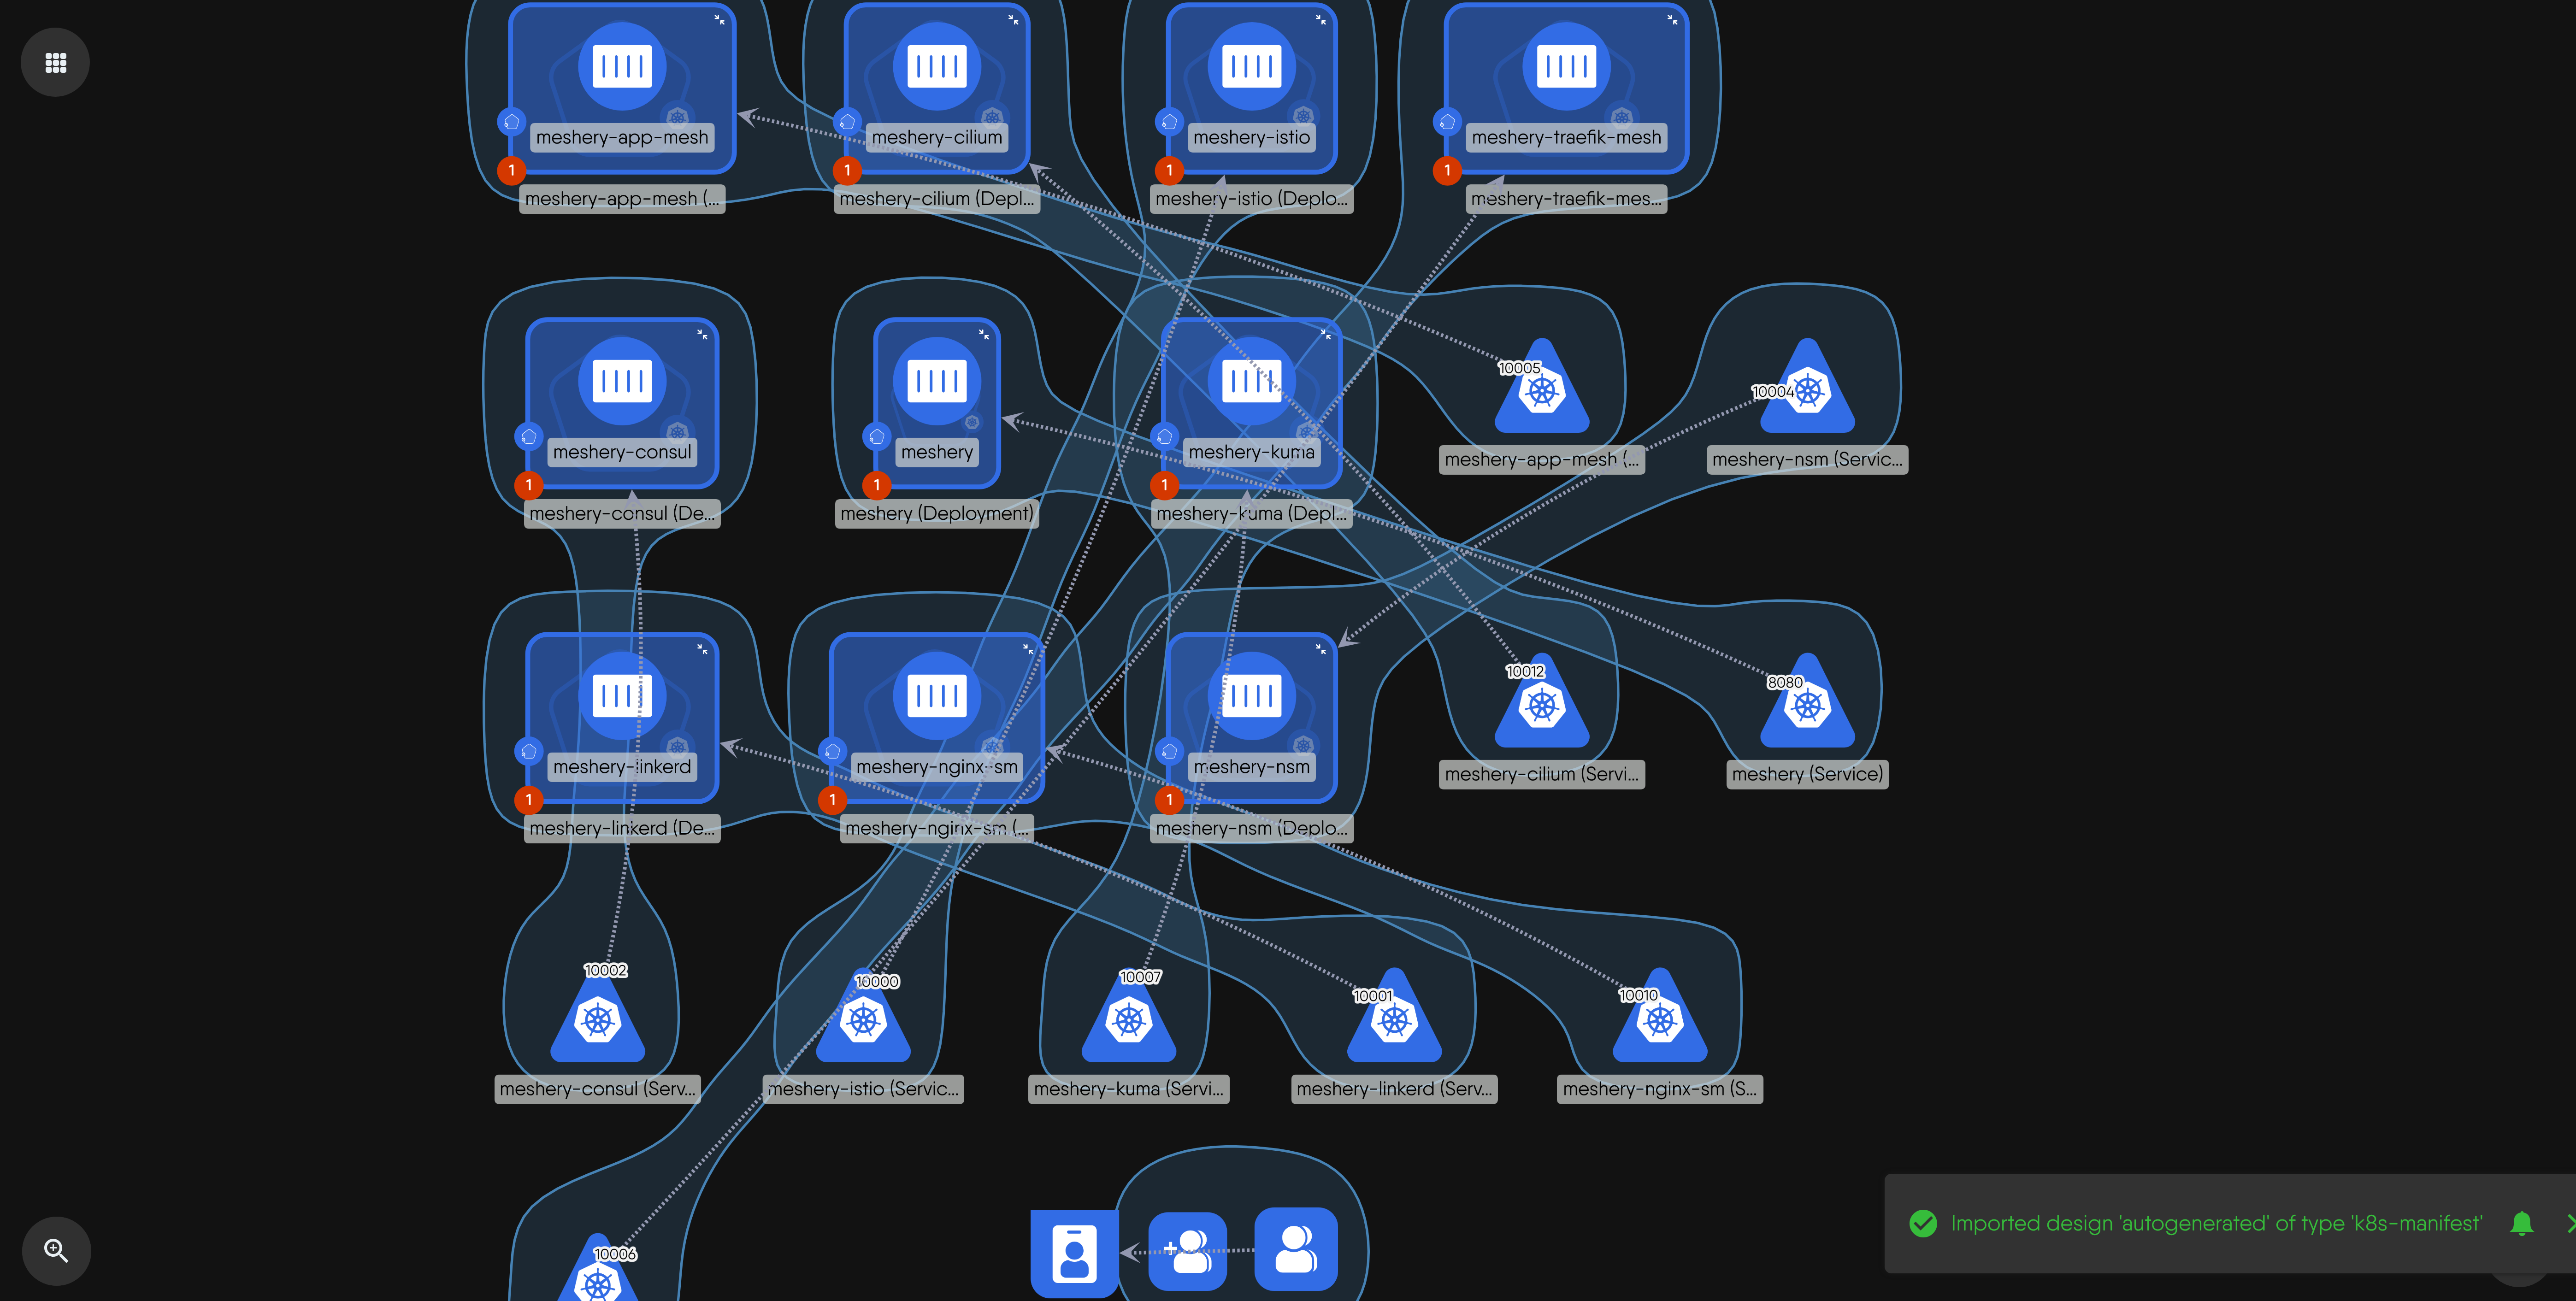 meshery-app-mesh
meshery-cilium
meshery-istio
meshery-traefik-mesh
1
1
1
1
meshery-app-mesh (...
meshery-cilium (Depl...
meshery-istio (Deplo...
meshery-traefik-mes...
10005
10004
meshery-consul
meshery
meshery-kuma
meshery-app-mesh (...
meshery-nsm (Servic...
1
1
1
meshery-consul (De...
meshery (Deployment)
meshery-kuma (Depl...
10012
8080
meshery-linkerd
meshery-nginx-sm
meshery-nsm
meshery-cilium (Servi...
meshery (Service)
1
1
1
meshery-linkerd (De...
meshery-nginx-sm (...
meshery-nsm (Deplo...
10002
10000
10007
10001
10010
meshery-consul (Serv...
meshery-istio (Servic...
meshery-kuma (Servi...
meshery-linkerd (Serv...
meshery-nginx-sm (S...
Imported design 'autogenerated' of type 'k8s-manifest'
10006